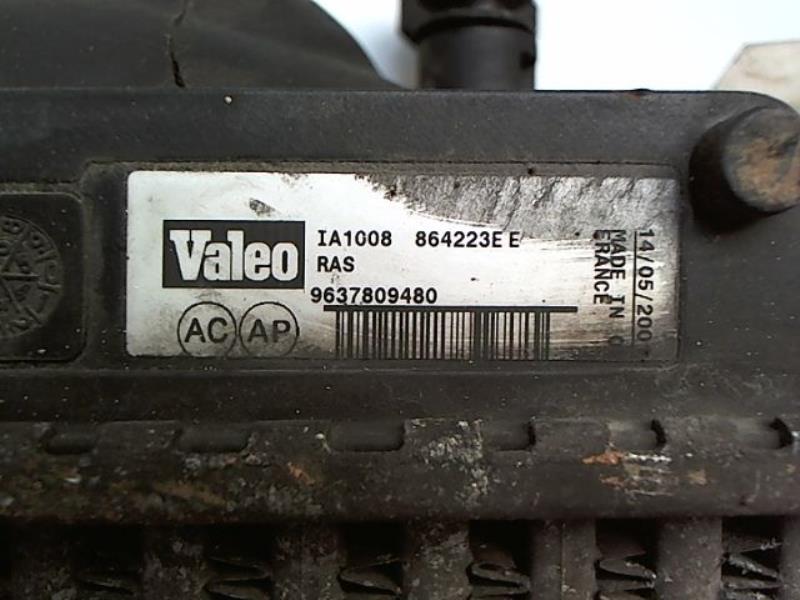 Valeo
IA1008 864223E E
RAS
9637809480
AC AP
14/05/200
MADE IN
FRANCE